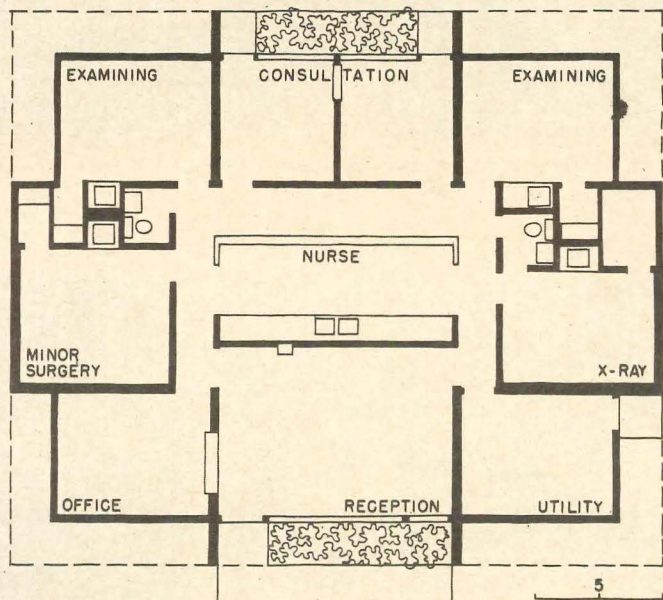 EXAMINING
CONSULTATION
EXAMINING
NURSE
MINOR
SURGERY
X-RAY
OFFICE
RECEPTION
UTILITY
5